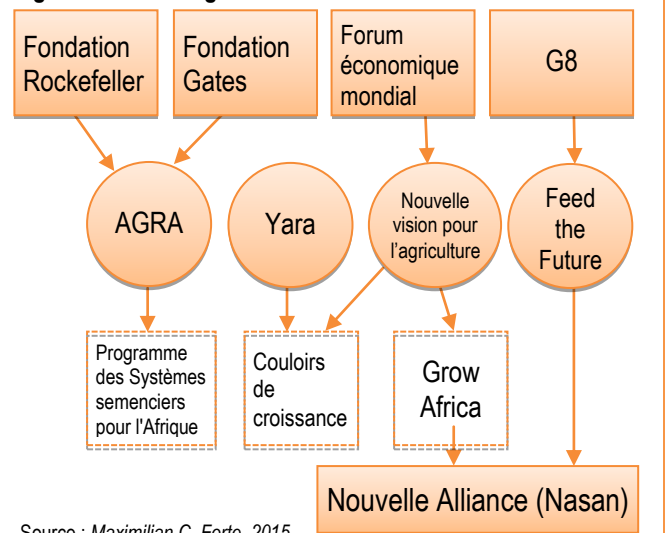 Fondation
Rockefeller
Fondation
Gates
Forum
économique
mondial
G8
AGRA
Yara
Nouvelle
vision pour
l’agriculture
Feed
the
Future
Programme
des Systèmes
semenciers
pour l'Afrique
Couloirs
de
croissance
Grow
Africa
Nouvelle Alliance (Nasan)
Source : Maximilian C. Forte, 2015